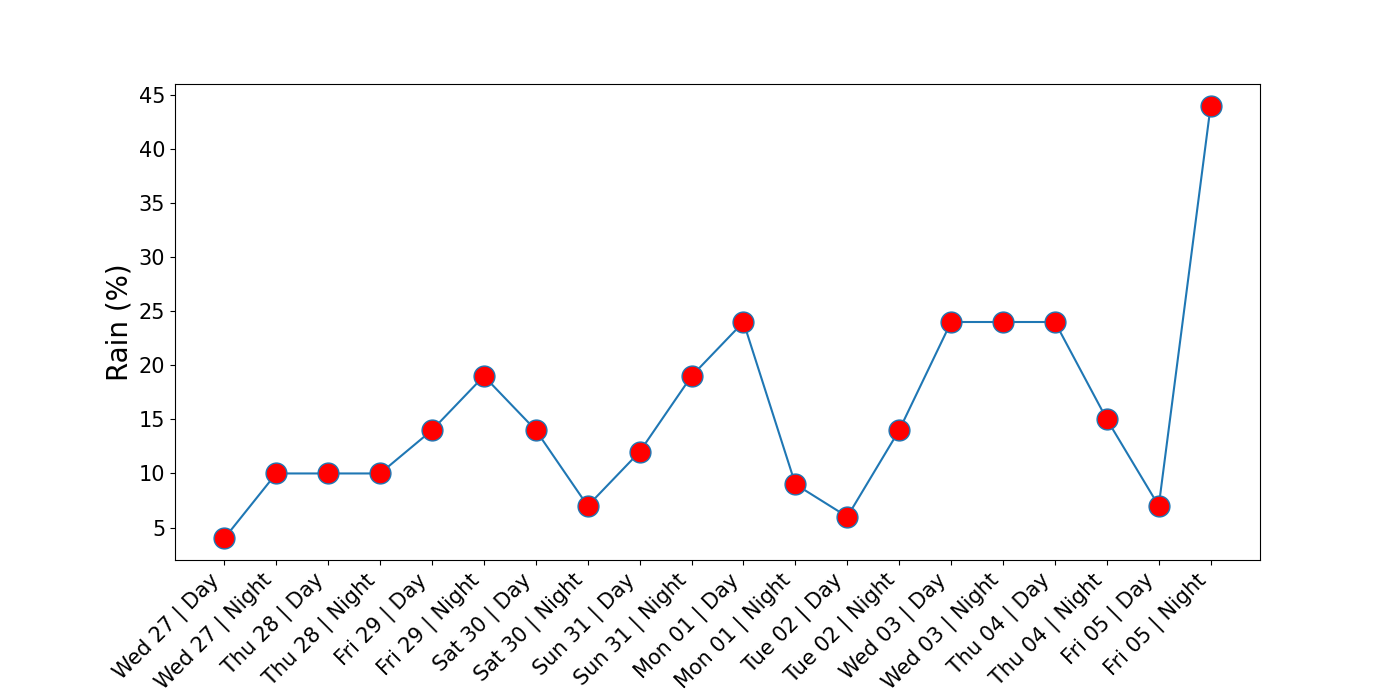 45
40
35
30
25
20
15
10
5
Rain (%)
Wed 27 | Day
Wed 27 | Night
Thu 28 | Day
Thu 28 | Night
Fri 29 | Day
Fri 29 | Night
Sat 30 | Day
Sat 30 | Night
Sun 31 | Day
Sun 31 | Night
Mon 01 | Day
Mon 01 | Night
Tue 02 | Day
Tue 02 | Night
Wed 03 | Day
Wed 03 | Night
Thu 04 | Day
Thu 04 | Night
Fri 05 | Day
Fri 05 | Night